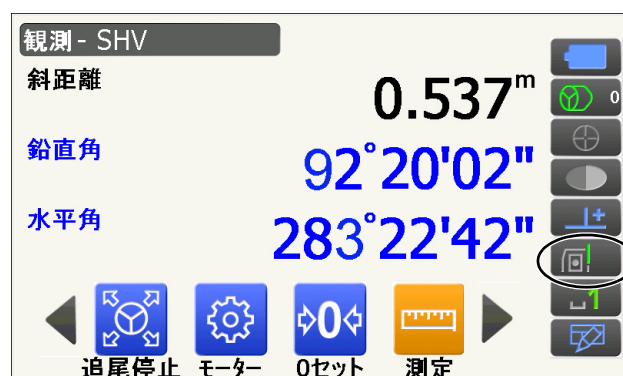 観測 - SHV
斜距離
0.537m
0
鉛直角
92°20'02"
水平角
283°22'42"
1
0
追尾停止 モーター 0セット 測定